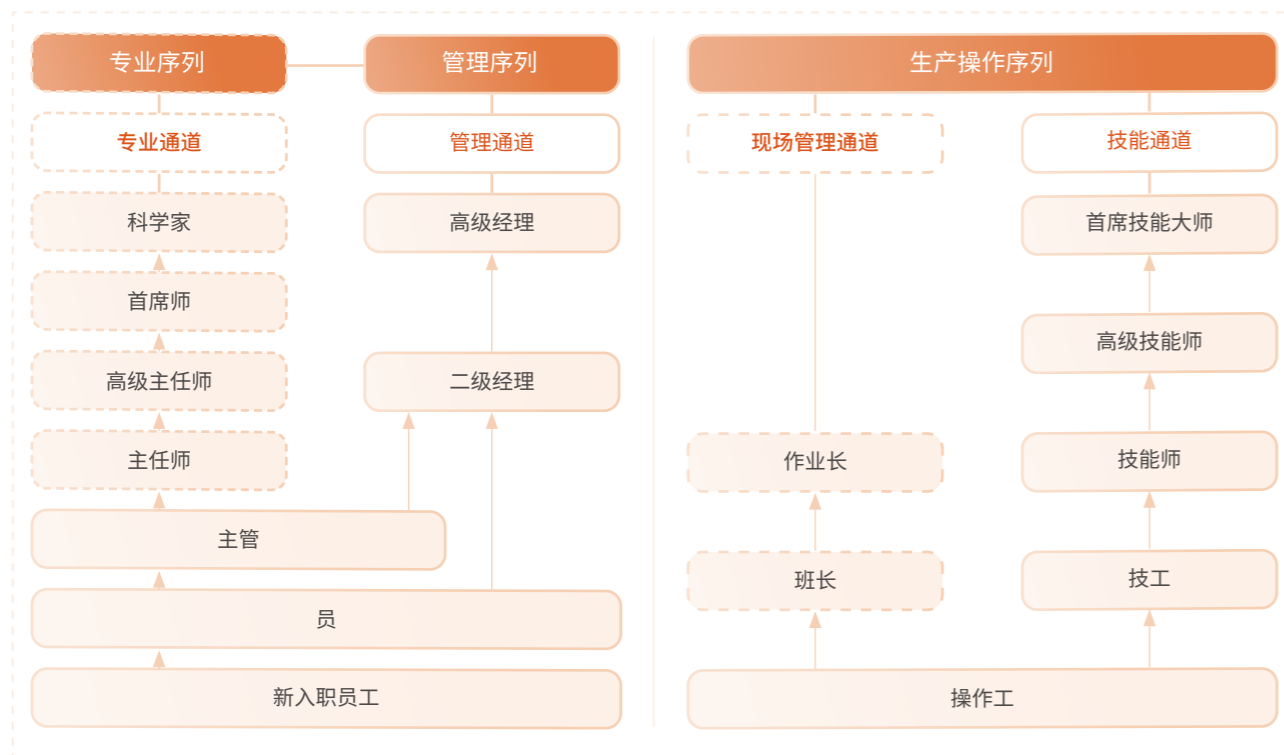 专业序列
管理序列
生产操作序列
专业通道
管理通道
现场管理通道
技能通道
科学家
高级经理
首席技能大师
首席师
高级技能师
高级主任师
二级经理
主任师
作业长
技能师
主管
班长
技工
员
新入职员工
操作工